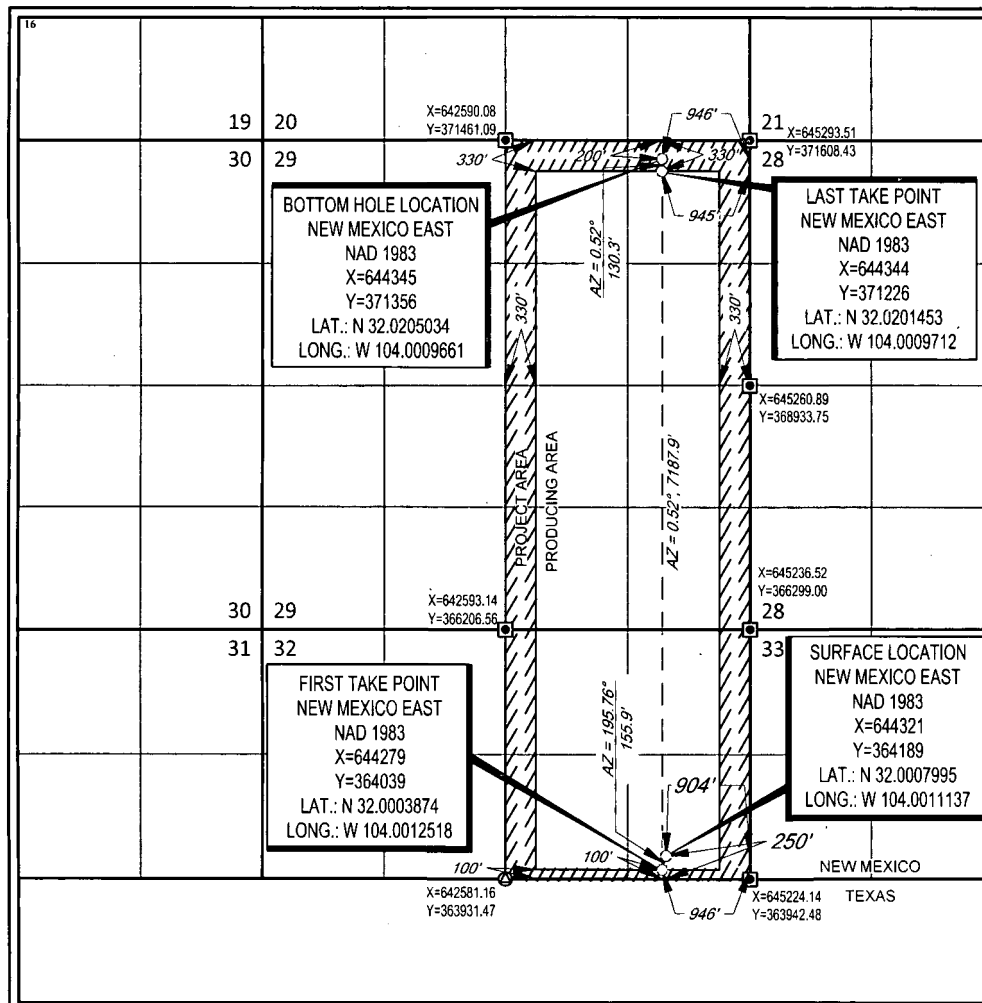 16
19 20
30 29
X=642590.08
Y=371461.09
946'
21
28
X=645293.51
Y=371608.43
330'
200'
330'
945'
BOTTOM HOLE LOCATION
NEW MEXICO EAST
NAD 1983
X=644345
Y=371356
LAT.: N 32.0205034
LONG.: W 104.0009661
AZ = 0.52°
130.3'
LAST TAKE POINT
NEW MEXICO EAST
NAD 1983
X=644344
Y=371226
LAT.: N 32.0201453
LONG.: W 104.0009712
330'
330'
X=645260.89
Y=368933.75
PROJECT AREA
PRODUCING AREA
AZ = 0.52°, 7187.9'
X=645236.52
Y=366299.00
X=642593.14
Y=366206.56
30 29
31 32
28
33
FIRST TAKE POINT
NEW MEXICO EAST
NAD 1983
X=644279
Y=364039
LAT.: N 32.0003874
LONG.: W 104.0012518
AZ = 195.76°
155.9'
SURFACE LOCATION
NEW MEXICO EAST
NAD 1983
X=644321
Y=364189
LAT.: N 32.0007995
LONG.: W 104.0011137
904'
250'
100'
100'
NEW MEXICO
TEXAS
X=642581.16
Y=363931.47
946'
X=645224.14
Y=363942.48